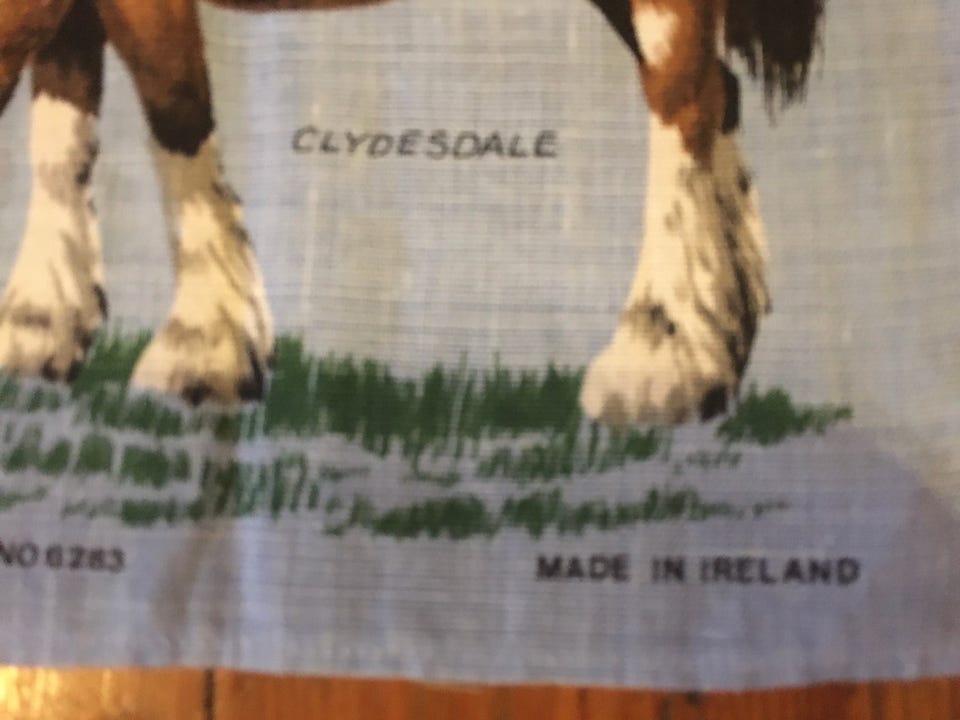 CLYDESDALE
NO 6283
MADE IN IRELAND